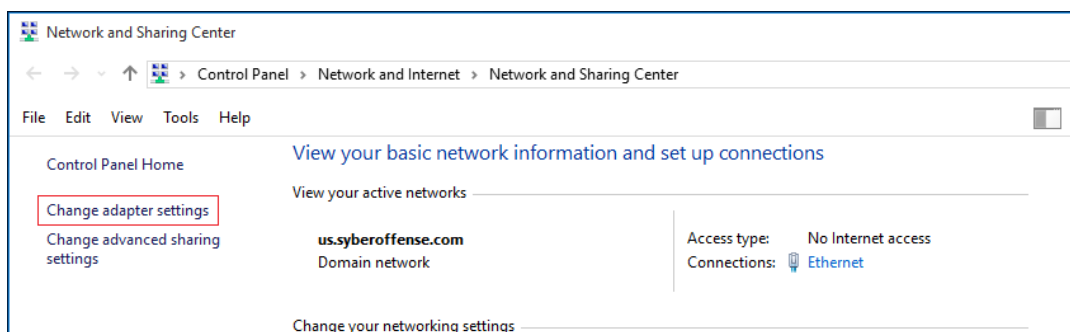 Network and Sharing Center
Control Panel > Network and Internet > Network and Sharing Center
File Edit View Tools Help
Control Panel Home
Change adapter settings
Change advanced sharing
settings
View your basic network information and set up connections
View your active networks
us.syberoffense.com
Domain network
Access type: No Internet access
Connections: Ethernet
Change your networking settings